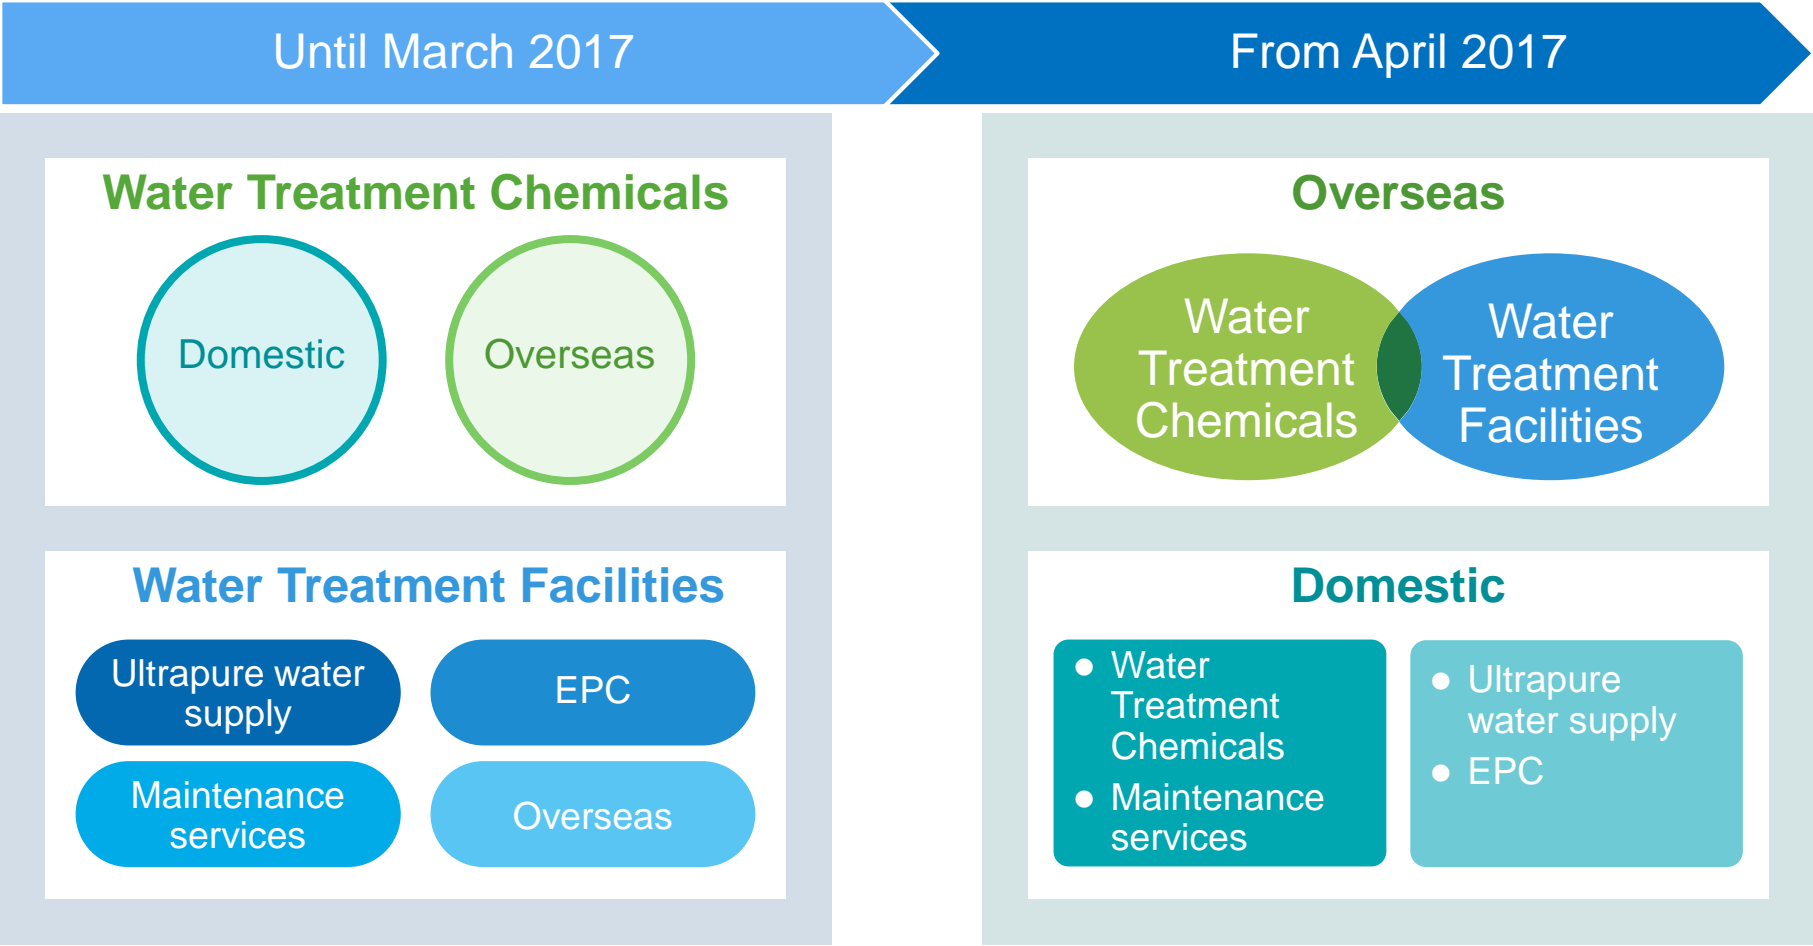 Until March 2017
From April 2017
Water Treatment Chemicals
Domestic
Overseas
Water Treatment Facilities
Ultrapure water
supply
EPC
Maintenance
services
Overseas
Overseas
Water
Treatment
Chemicals
Water
Treatment
Facilities
Domestic
● Water
Treatment
Chemicals
● Maintenance
services
● Ultrapure
water supply
● EPC